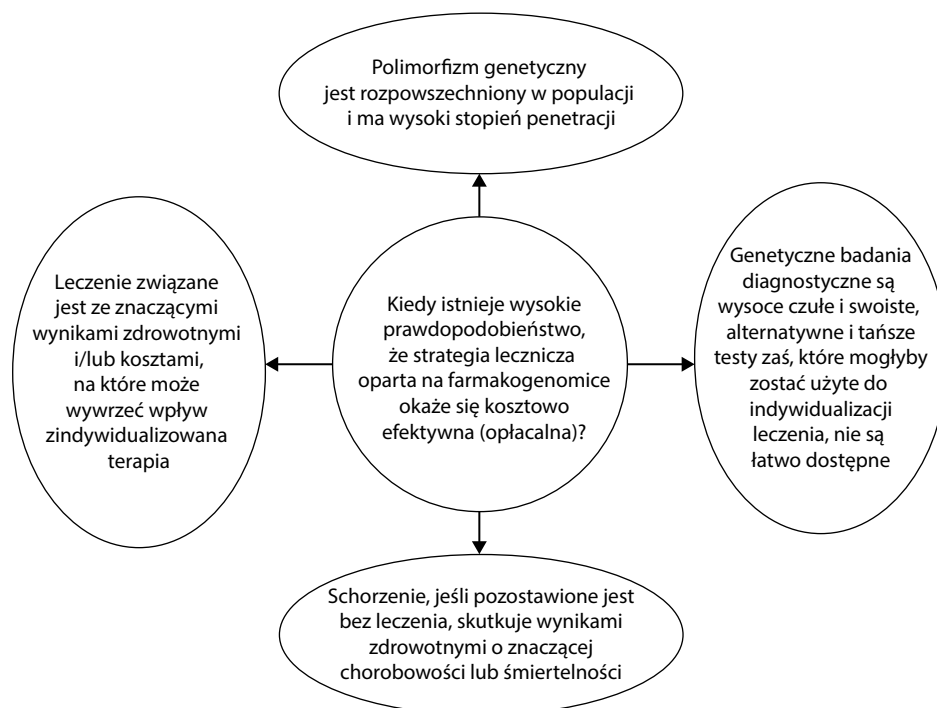 Polimorfizm genetyczny
jest rozpowszechniony w populacji
i ma wysoki stopień penetracji
Leczenie związane
jest ze znaczącymi
wynikami zdrowotnymi
i/lub kosztami,
na które może
wywrzeć wpływ
zindywidualizowana
terapia
Kiedy istnieje wysokie
prawdopodobieństwo,
że strategia lecznicza
oparta na farmakogenomice
okaże się kosztowo
efektywna (opłacalna)?
Genetyczne badania
diagnostyczne są
wysoce czułe i swoiste,
alternatywne i tańsze
testy zaś, które mogłyby
zostać użyte do
indywidualizacji
leczenia, nie są
łatwo dostępne
Schorzenie, jeśli pozostawione jest
bez leczenia, skutkuje wynikami
zdrowotnymi o znaczącej
chorobowości lub śmiertelności